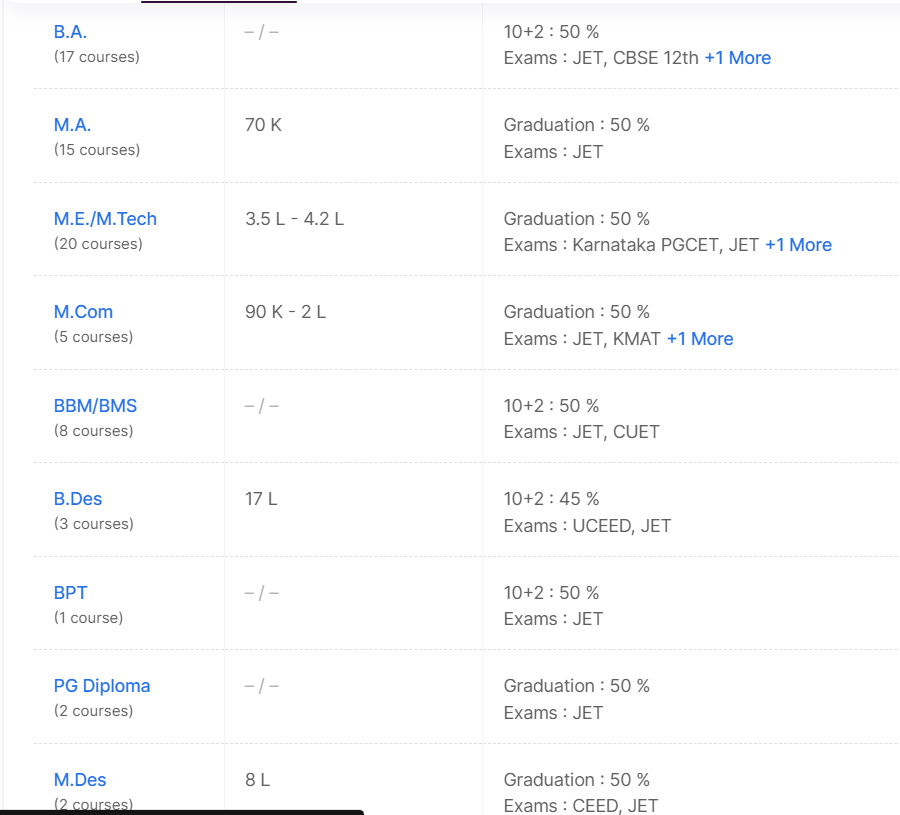 B.A.
(17 courses)
– / –
10+2 : 50 %
Exams : JET, CBSE 12th +1 More
M.A.
(15 courses)
70 K
Graduation : 50 %
Exams : JET
M.E./M.Tech
(20 courses)
3.5 L - 4.2 L
Graduation : 50 %
Exams : Karnataka PGCET, JET +1 More
M.Com
(5 courses)
90 K - 2 L
Graduation : 50 %
Exams : JET, KMAT +1 More
BBM/BMS
(8 courses)
– / –
10+2 : 50 %
Exams : JET, CUET
B.Des
(3 courses)
17 L
10+2 : 45 %
Exams : UCEED, JET
BPT
(1 course)
– / –
10+2 : 50 %
Exams : JET
PG Diploma
(2 courses)
– / –
Graduation : 50 %
Exams : JET
M.Des
(2 courses)
8 L
Graduation : 50 %
Exams : CEED, JET